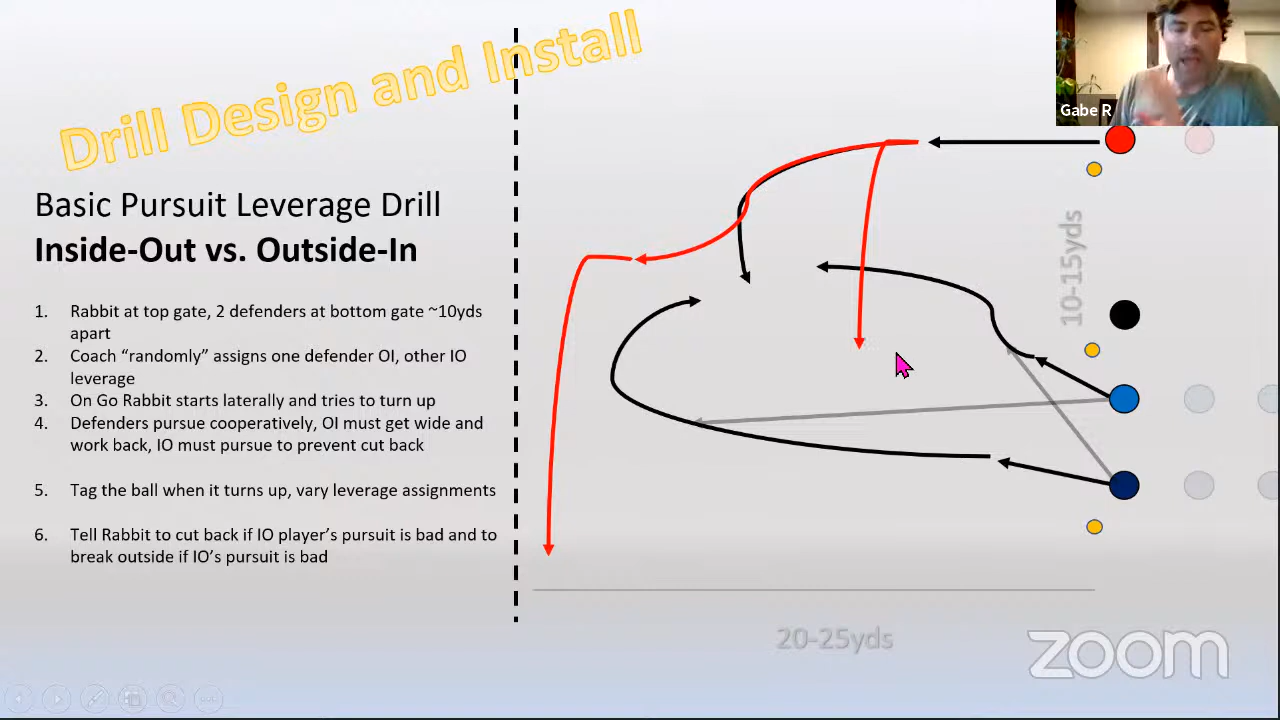 Drill Design and Install
Gabe R
Basic Pursuit Leverage Drill
Inside-Out vs. Outside-In
10-15yds
1. Rabbit at top gate, 2 defenders at bottom gate ~10yds
apart
2. Coach “randomly” assigns one defender OI, other IO
leverage
3. On Go Rabbit starts laterally and tries to turn up
4. Defenders pursue cooperatively, OI must get wide and
work back, IO must pursue to prevent cut back
5. Tag the ball when it turns up, vary leverage assignments
6. Tell Rabbit to cut back if IO player’s pursuit is bad and to
break outside if IO’s pursuit is bad
20-25yds
zoom